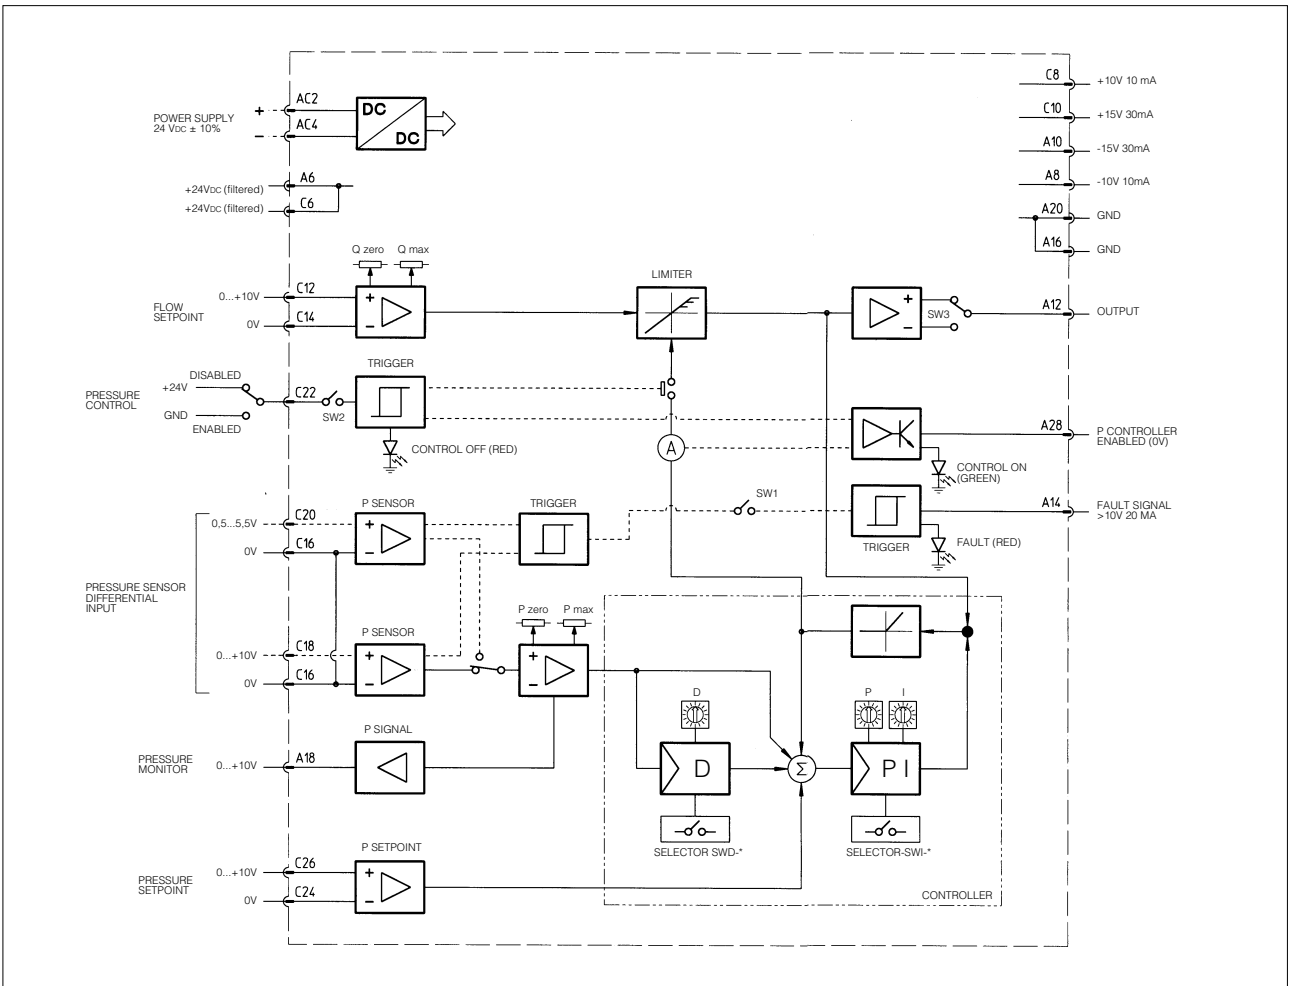 POWER SUPPLY
24 VDC ± 10%
+
AC2
-
AC4
DC
DC
+24VDC (filtered)
A6
+24VDC (filtered)
C6
C8
+10V 10 mA
C10
+15V 30mA
A10
-15V 30mA
A8
-10V 10mA
A20
GND
A16
GND
Q zero
Q max
FLOW
SETPOINT
0...+10V
C12
+
0V
C14
-
LIMITER
+
-
SW3
A12
OUTPUT
PRESSURE
CONTROL
DISABLED
+24V
GND
ENABLED
C22
SW2
TRIGGER
CONTROL OFF (RED)
A
A28
P CONTROLLER
ENABLED (0V)
CONTROL ON
(GREEN)
SW1
TRIGGER
A14
FAULT SIGNAL
>10V 20 MA
FAULT (RED)
PRESSURE SENSOR
DIFFERENTIAL
INPUT
P SENSOR
0,5...5,5V
C20
+
0V
C16
-
TRIGGER
P SENSOR
0...+10V
C18
+
0V
C16
-
P zero
P max
+
-
P SIGNAL
PRESSURE
MONITOR
0...+10V
A18
D
D
SELECTOR SWD-*
Σ
P
I
PI
SELECTOR-SWI-*
P SETPOINT
PRESSURE
SETPOINT
0...+10V
C26
+
0V
C24
-
CONTROLLER